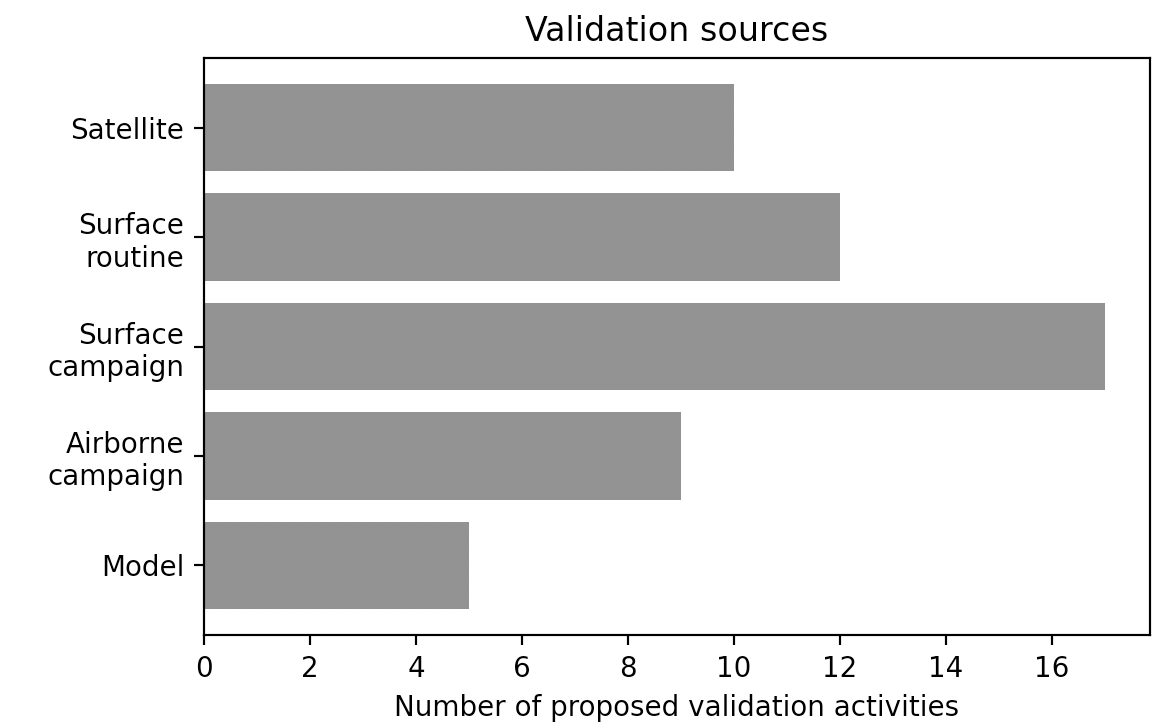 Validation sources
Satellite
Surface
routine
Surface
campaign
Airborne
campaign
Model
0 2 4 6 8 10 12 14 16
Number of proposed validation activities